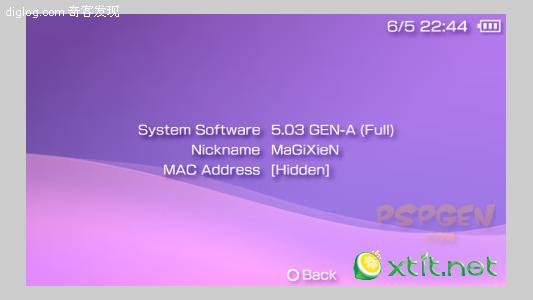 diglog.com 奇客发现
6/5 22:44
System Software 5.03 GEN-A (Full)
Nickname MaGiXieN
MAC Address [Hidden]
PSPGEN
.COM
xtit.net
Back